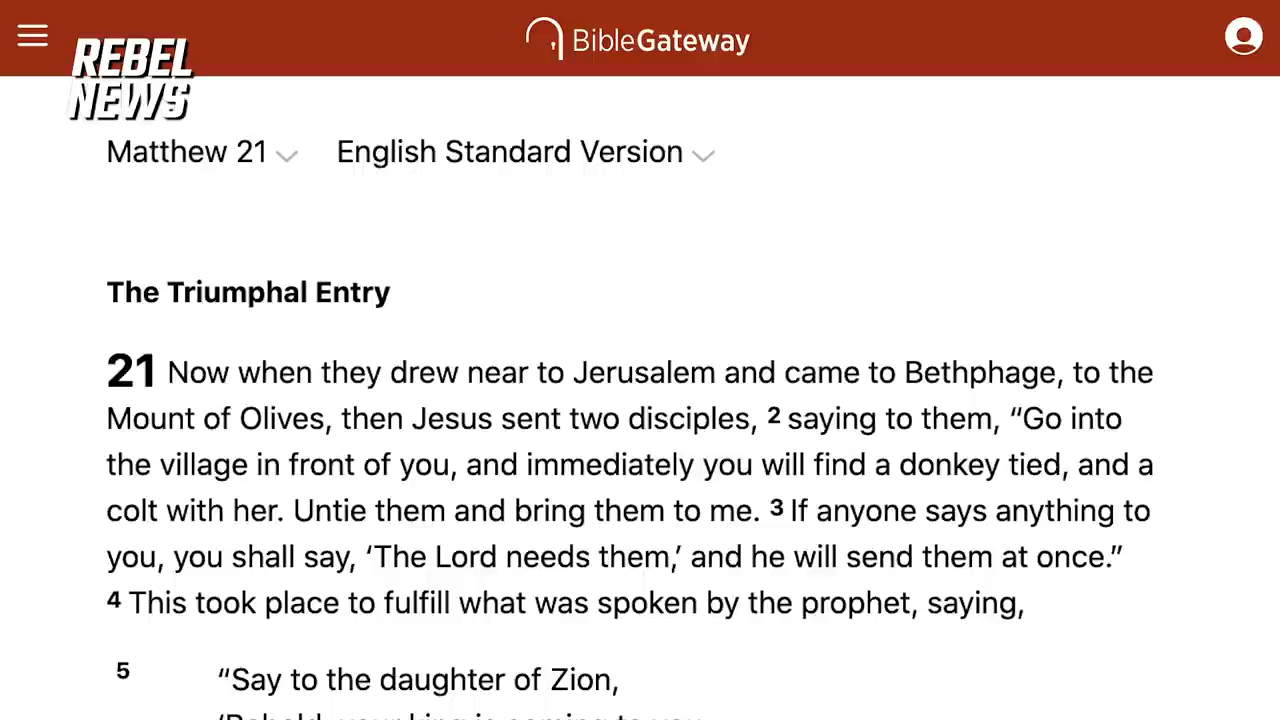 BibleGateway
REBEL
NEWS
Matthew 21
English Standard Version
The Triumphal Entry
21 Now when they drew near to Jerusalem and came to Bethphage, to the
Mount of Olives, then Jesus sent two disciples, 2 saying to them, “Go into
the village in front of you, and immediately you will find a donkey tied, and a
colt with her. Untie them and bring them to me. 3 If anyone says anything to
you, you shall say, ‘The Lord needs them,’ and he will send them at once.”
4 This took place to fulfill what was spoken by the prophet, saying,
5 “Say to the daughter of Zion,